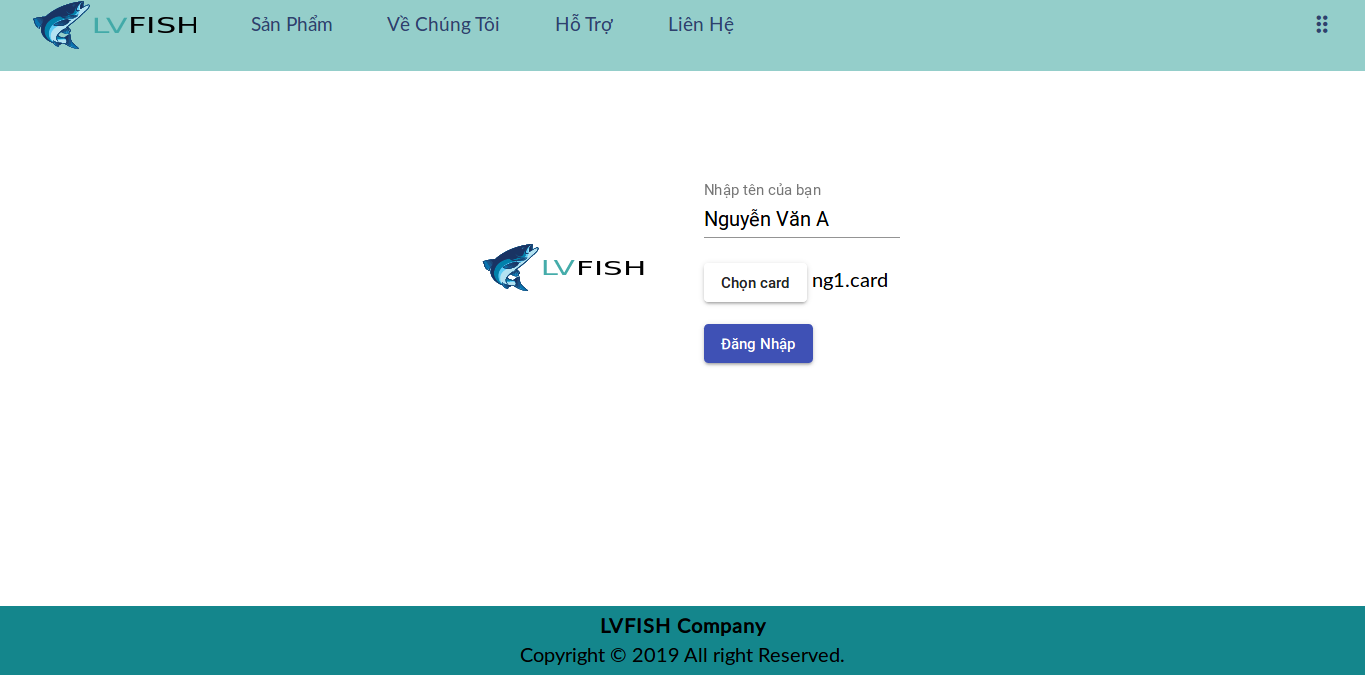 LVFISH Sản Phẩm Về Chúng Tôi Hỗ Trợ Liên Hệ
Nhập tên của bạn
Nguyễn Văn A
LVFISH
Chọn card ng1.card
Đăng Nhập
LVFISH Company
Copyright © 2019 All right Reserved.